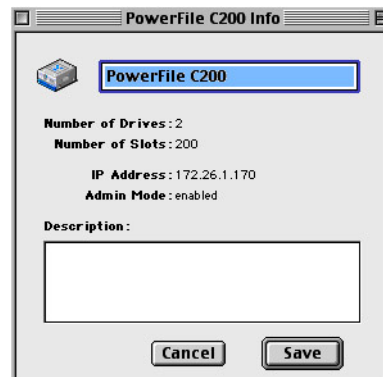 PowerFile C200 Info
PowerFile C200
Number of Drives: 2
Number of Slots: 200
IP Address: 172.26.1.170
Admin Mode: enabled
Description:
Cancel Save